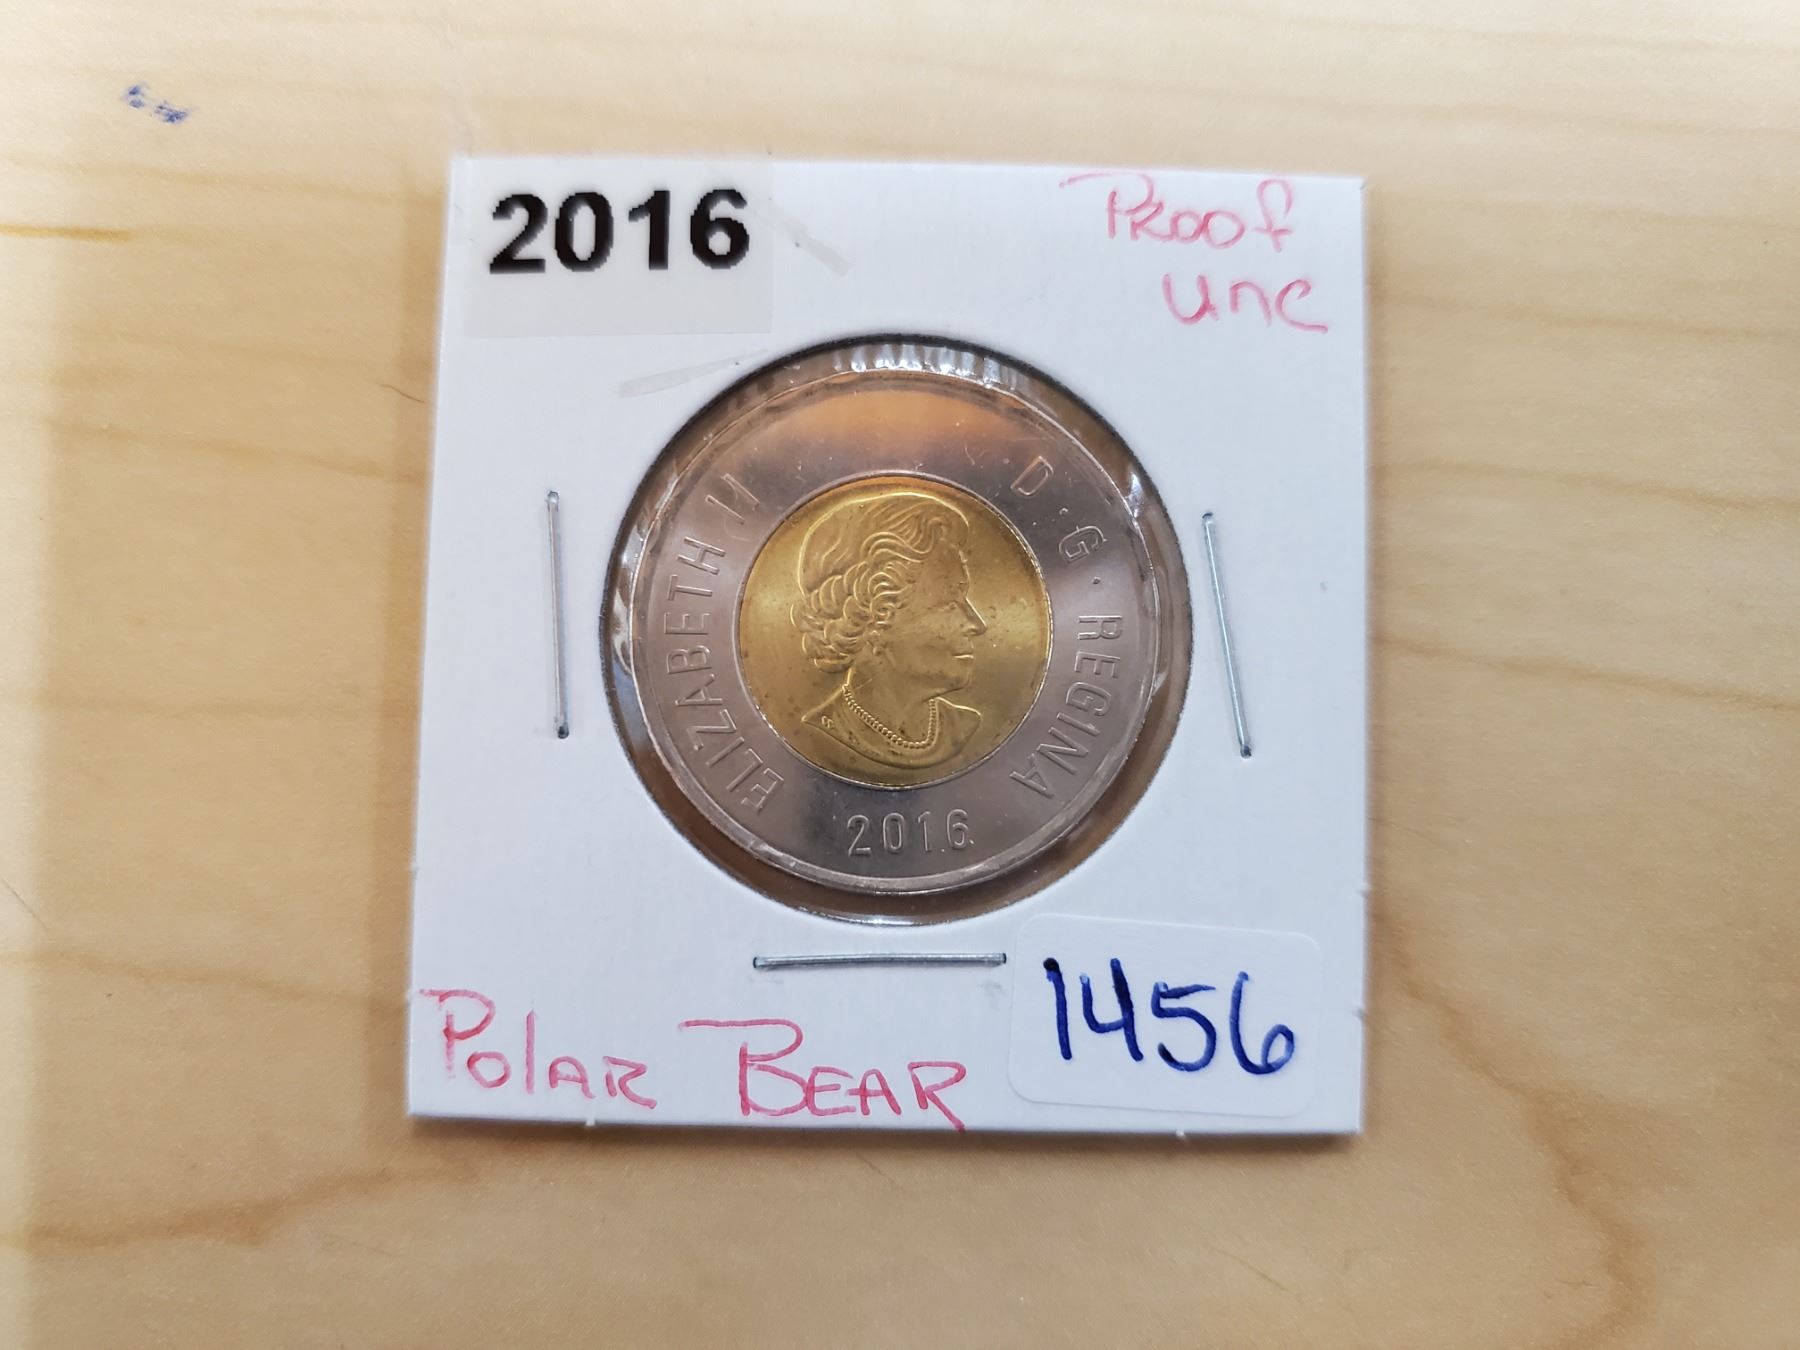 2016
Proof
Unc
ELIZABETH II D·G·REGINA
2016
Polar Bear
1456